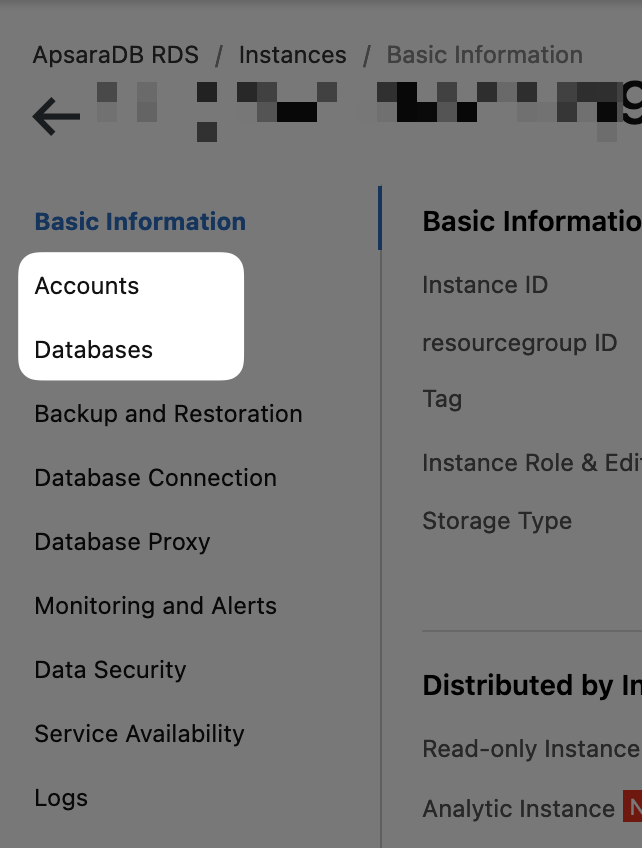 ApsaraDB RDS / Instances / Basic Information
Basic Information
Accounts
Databases
Backup and Restoration
Database Connection
Database Proxy
Monitoring and Alerts
Data Security
Service Availability
Logs
Basic Informatio
Instance ID
resourcegroup ID
Tag
Instance Role & Edi
Storage Type
Distributed by In
Read-only Instance
Analytic Instance N